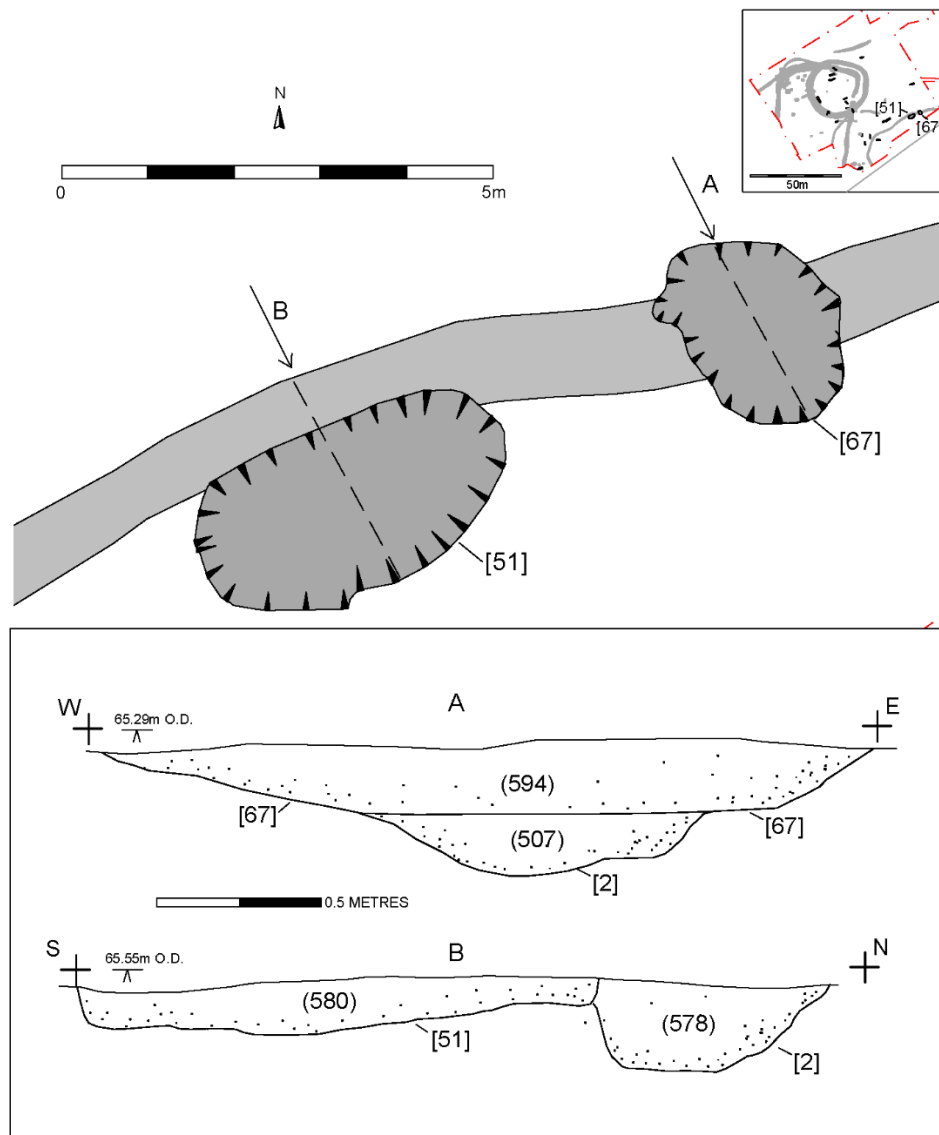 N
0 5m
A
B
[67]
[51]
[51]
[67]
50m
W 65.29m O.D. A E
(594)
[67] (507) [67]
[2]
0.5 METRES
S 65.55m O.D. B N
(580) (578)
[51] [2]